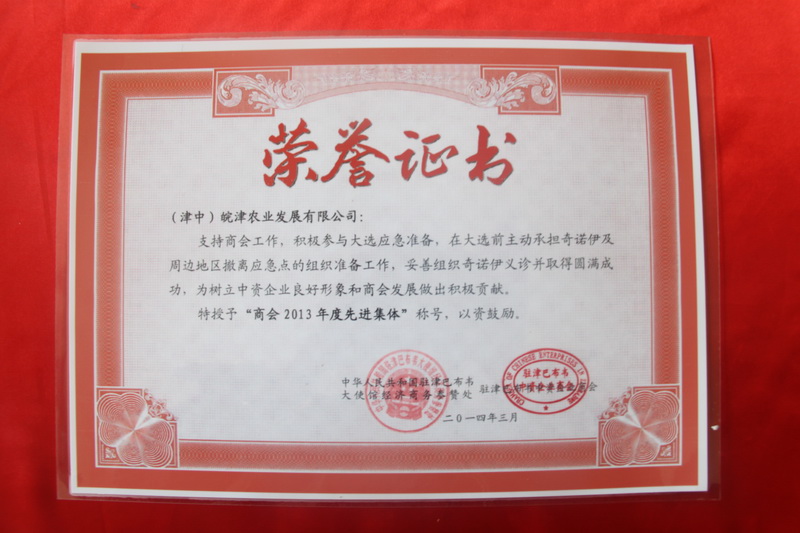 荣誉证书
（津中）皖津农业发展有限公司：
支持商会工作，积极参与大选应急准备，在大选前主动承担奇诺伊及
周边地区撤离应急点的组织准备工作，妥善组织奇诺伊义诊并取得圆满成
功，为树立中资企业良好形象和商会发展做出积极贡献。
特授予“商会2013年度先进集体”称号，以资鼓励。
中华人民共和国驻津巴布韦
大使馆经济商务参赞处
驻津巴布韦中资企业商会
二〇一四年三月